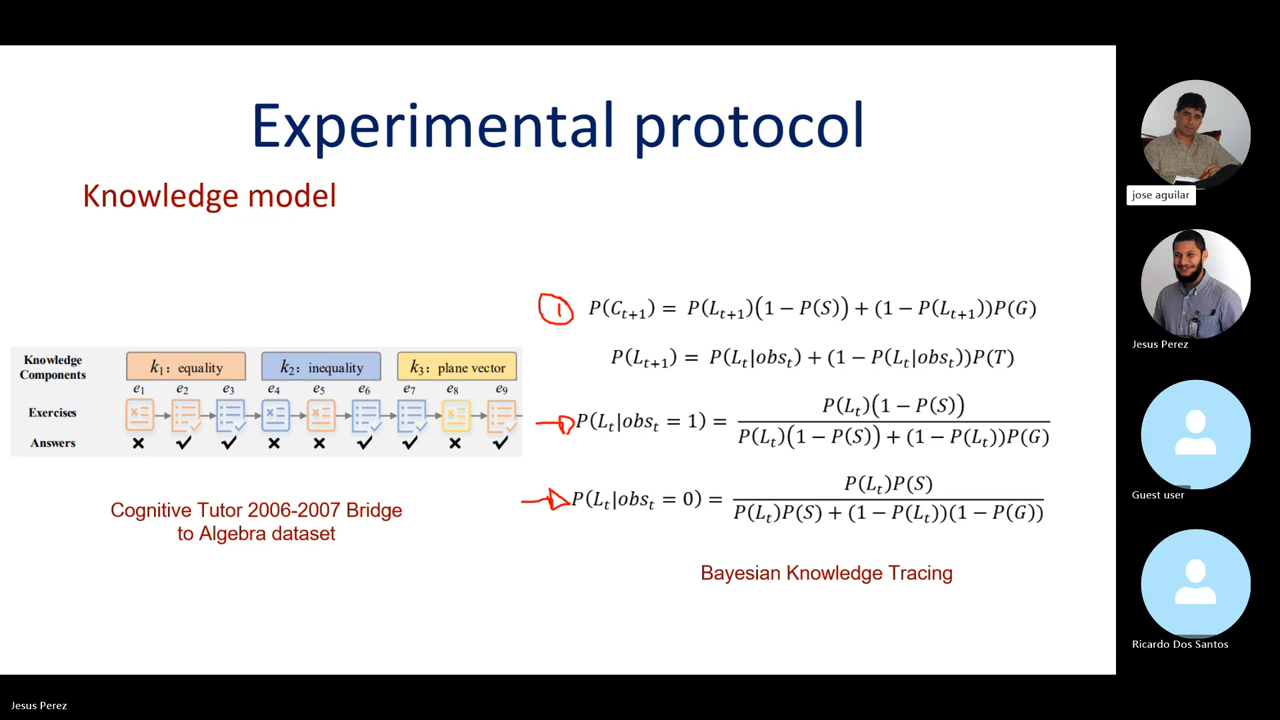 Experimental protocol
Knowledge model
1
P(C_{t+1}) = P(L_{t+1})(1 − P(S)) + (1 − P(L_{t+1}))P(G)
P(L_{t+1}) = P(L_t|obs_t) + (1 − P(L_t|obs_t))P(T)
P(L_t|obs_t = 1) = \frac{P(L_t)(1 − P(S))}{P(L_t)(1 − P(S)) + (1 − P(L_t))P(G)}
P(L_t|obs_t = 0) = \frac{P(L_t)P(S)}{P(L_t)P(S) + (1 − P(L_t))(1 − P(G))}
Bayesian Knowledge Tracing
Knowledge
Components
k₁: equality
k₂: inequality
k₃: plane vector
e₁ e₂ e₃ e₄ e₅ e₆ e₇ e₈ e₉
Exercises
Answers ✗ ✓ ✓ ✗ ✗ ✓ ✓ ✗ ✓
Cognitive Tutor 2006-2007 Bridge
to Algebra dataset
jose aguilar
Jesus Perez
Guest user
Ricardo Dos Santos
Jesus Perez